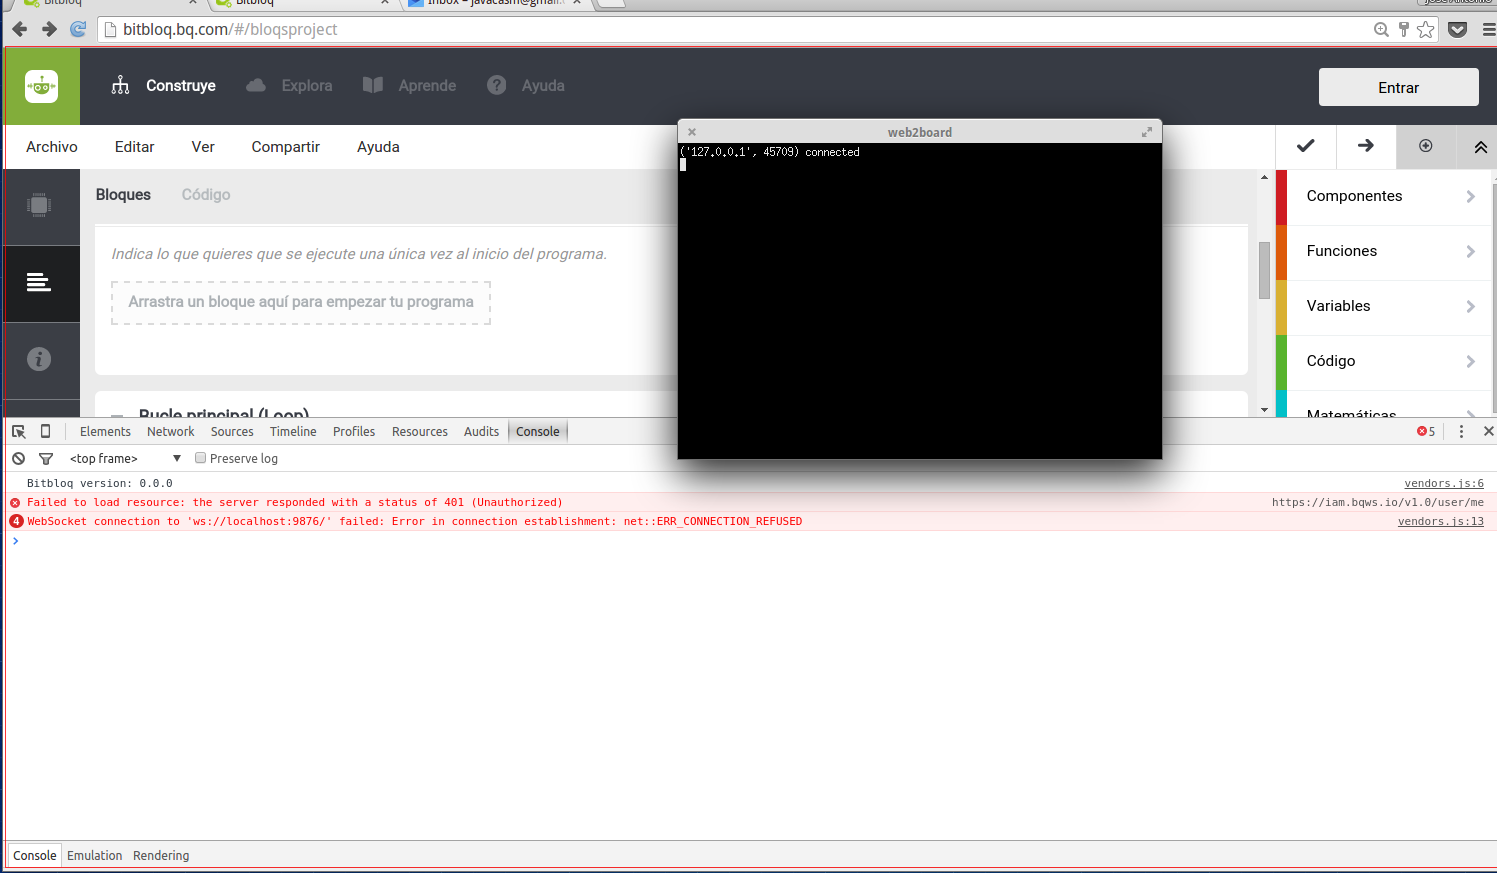 Bitbloq
Bitbloq
Inbox - javacasm@gmail.
bitbloq.bq.com/#/bloqsproject
Construye
Explora
Aprende
Ayuda
Entrar
Archivo
Editar
Ver
Compartir
Ayuda
web2board
('127.0.0.1', 45709) connected
Bloques
Código
Indica lo que quieres que se ejecute una única vez al inicio del programa.
Arrastra un bloque aquí para empezar tu programa
Bucle principal (Loop)
Componentes
Funciones
Variables
Código
Matemáticas
Elements
Network
Sources
Timeline
Profiles
Resources
Audits
Console
5
<top frame>
Preserve log
Bitbloq version: 0.0.0
vendors.js:6
Failed to load resource: the server responded with a status of 401 (Unauthorized)
https://iam.bqws.io/v1.0/user/me
4
WebSocket connection to 'ws://localhost:9876/' failed: Error in connection establishment: net::ERR_CONNECTION_REFUSED
vendors.js:13
Console
Emulation
Rendering